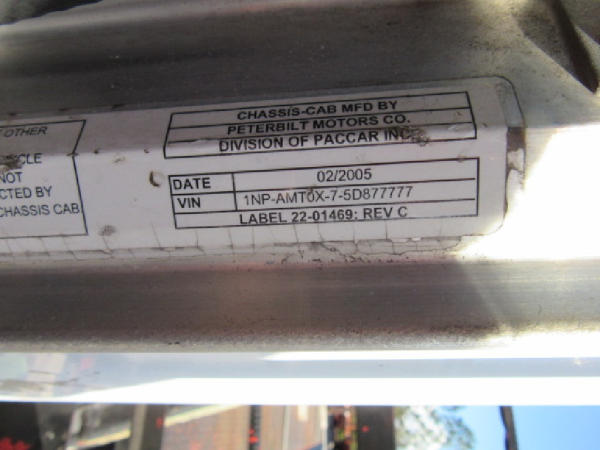 OTHER
CLE
NOT
CTED BY
CHASSIS CAB
CHASSIS-CAB MFD BY
PETERBILT MOTORS CO.
DIVISION OF PACCAR INC.
DATE 02/2005
VIN 1NP-AMT0X-7-5D877777
LABEL 22-01469: REV C